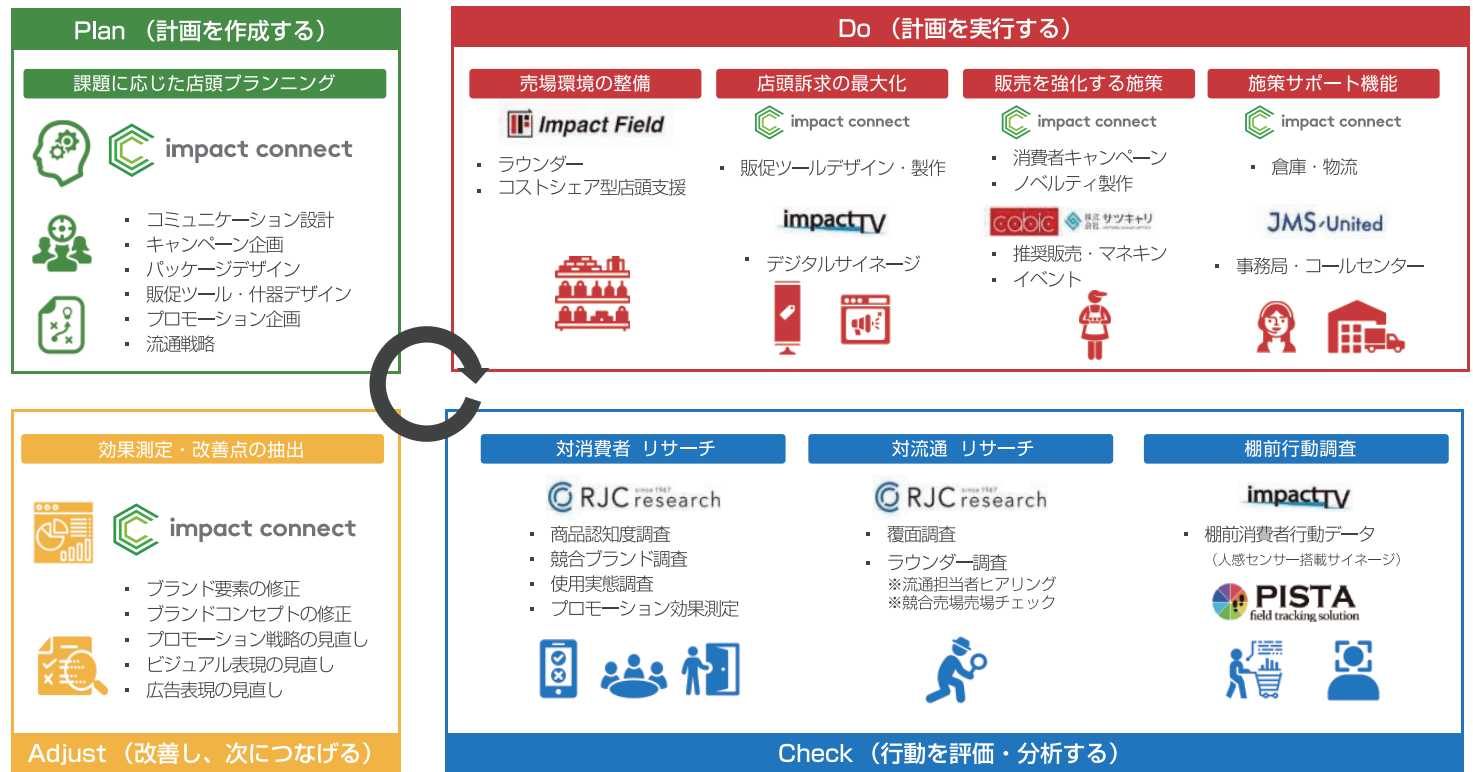 Plan （計画を作成する）
課題に応じた店頭プランニング
impact connect
▪ コミュニケーション設計
▪ キャンペーン企画
▪ パッケージデザイン
▪ 販促ツール・什器デザイン
▪ プロモーション企画
▪ 流通戦略
Do （計画を実行する）
売場環境の整備
Impact Field
▪ ラウンダー
▪ コストシェア型店頭支援
店頭訴求の最大化
impact connect
▪ 販促ツールデザイン・製作
impactTV
▪ デジタルサイネージ
販売を強化する施策
impact connect
▪ 消費者キャンペーン
▪ ノベルティ製作
cabic 株式会社 サツキャリ
▪ 推奨販売・マネキン
▪ イベント
施策サポート機能
impact connect
▪ 倉庫・物流
JMS United
▪ 事務局・コールセンター
効果測定・改善点の抽出
impact connect
▪ ブランド要素の修正
▪ ブランドコンセプトの修正
▪ プロモーション戦略の見直し
▪ ビジュアル表現の見直し
▪ 広告表現の見直し
Adjust （改善し、次につなげる）
対消費者 リサーチ
since 1967
RJC research
▪ 商品認知度調査
▪ 競合ブランド調査
▪ 使用実態調査
▪ プロモーション効果測定
対流通 リサーチ
since 1967
RJC research
▪ 覆面調査
▪ ラウンダー調査
※流通担当者ヒアリング
※競合売場売場チェック
棚前行動調査
impactTV
▪ 棚前消費者行動データ
（人感センサー搭載サイネージ）
PISTA
field tracking solution
Check （行動を評価・分析する）